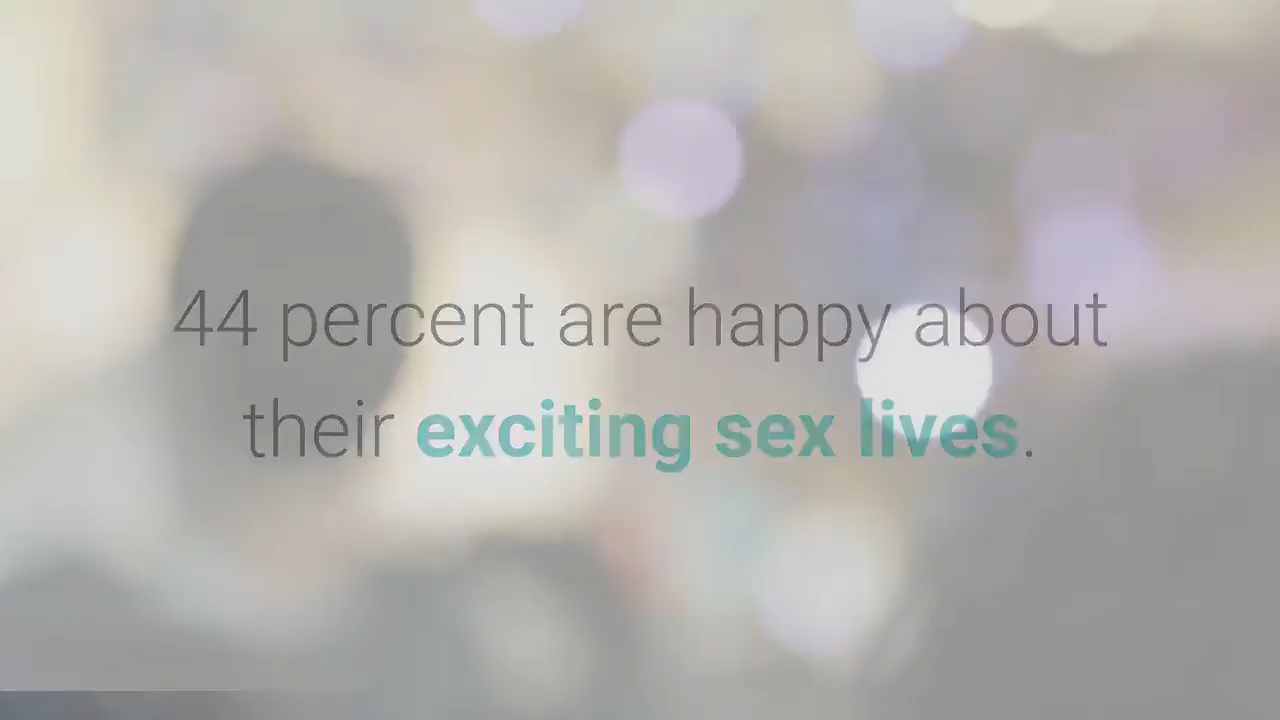 44 percent are happy about
their exciting sex lives.